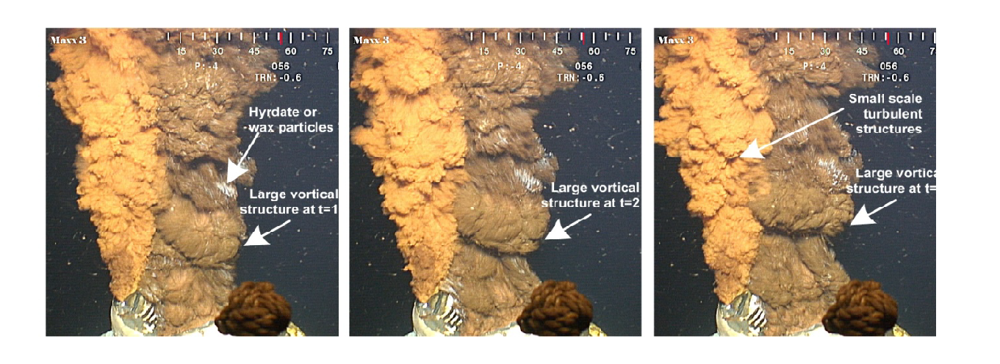 Maxx 3
15 30 45 60 75
P:-4 056
TRN:-0.6
Hyrdate or
wax particles
Large vortical
structure at t=1
Maxx 3
15 30 45 60 75
P:-4 056
TRN:-0.6
Large vortical
structure at t=2
Maxx 3
15 30 45 60 7
P:-4 056
TRN:-0.6
Small scale
turbulent
structures
Large vortica
structure at t=